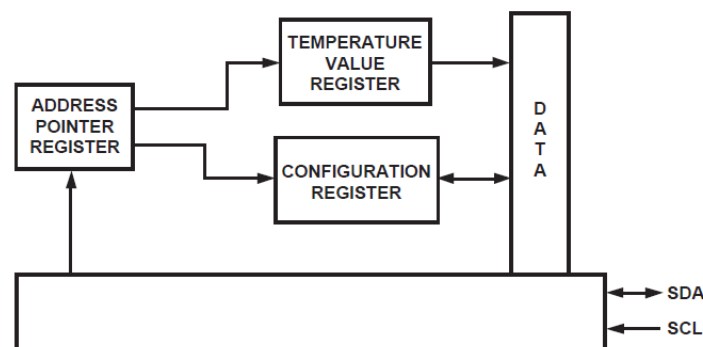 TEMPERATURE
VALUE
REGISTER
ADDRESS
POINTER
REGISTER
D
A
T
A
CONFIGURATION
REGISTER
SDA
SCL